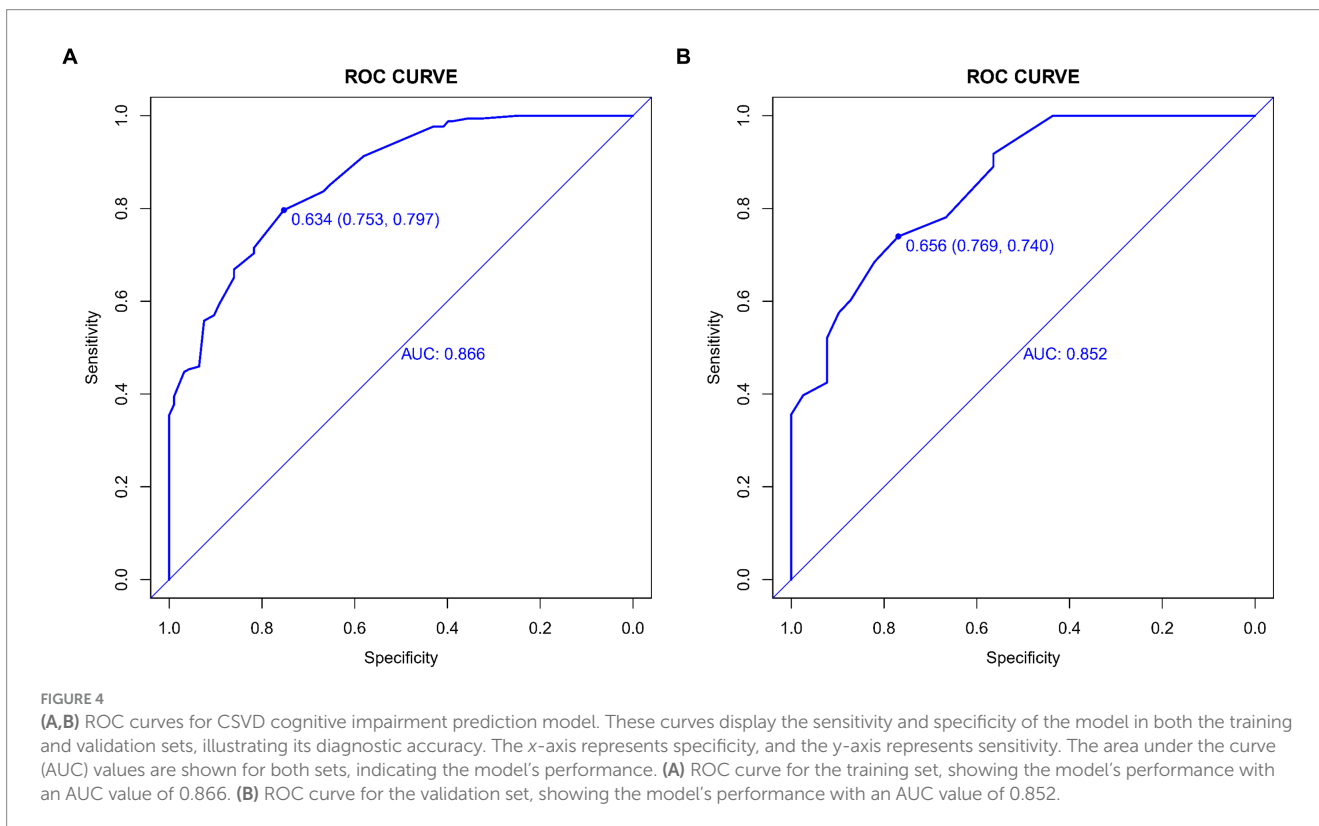 A
ROC CURVE
1.0
0.8
0.6
0.4
0.2
0.0
Sensitivity
0.634 (0.753, 0.797)
AUC: 0.866
1.0 0.8 0.6 0.4 0.2 0.0
Specificity
B
ROC CURVE
1.0
0.8
0.6
0.4
0.2
0.0
Sensitivity
0.656 (0.769, 0.740)
AUC: 0.852
1.0 0.8 0.6 0.4 0.2 0.0
Specificity
FIGURE 4
(A,B) ROC curves for CSVD cognitive impairment prediction model. These curves display the sensitivity and specificity of the model in both the training
and validation sets, illustrating its diagnostic accuracy. The x-axis represents specificity, and the y-axis represents sensitivity. The area under the curve
(AUC) values are shown for both sets, indicating the model's performance. (A) ROC curve for the training set, showing the model's performance with
an AUC value of 0.866. (B) ROC curve for the validation set, showing the model's performance with an AUC value of 0.852.